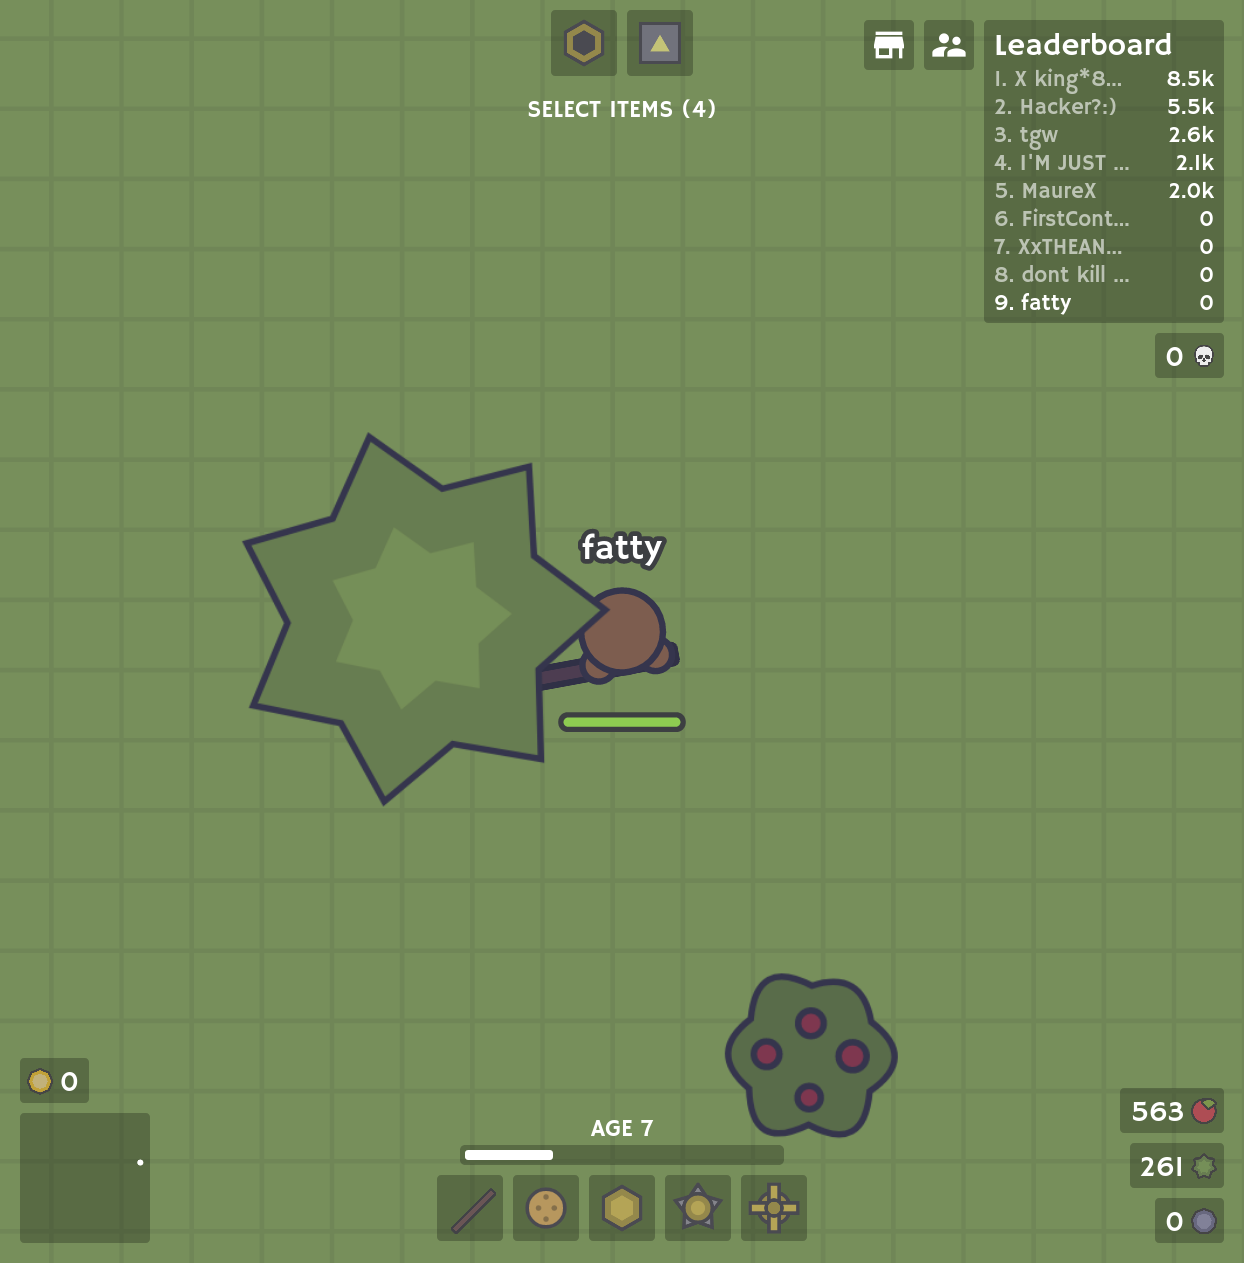 SELECT ITEMS (4)
Leaderboard
1. X king*8... 8.5k
2. Hacker?:) 5.5k
3. tgw 2.6k
4. I'M JUST ... 2.1k
5. MaureX 2.0k
6. FirstCont... 0
7. XxTHEAN... 0
8. dont kill ... 0
9. fatty 0
0
fatty
0
563
AGE 7
261
0